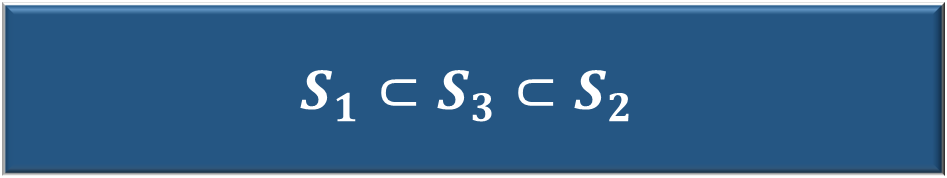 S₁ ⊂ S₃ ⊂ S₂